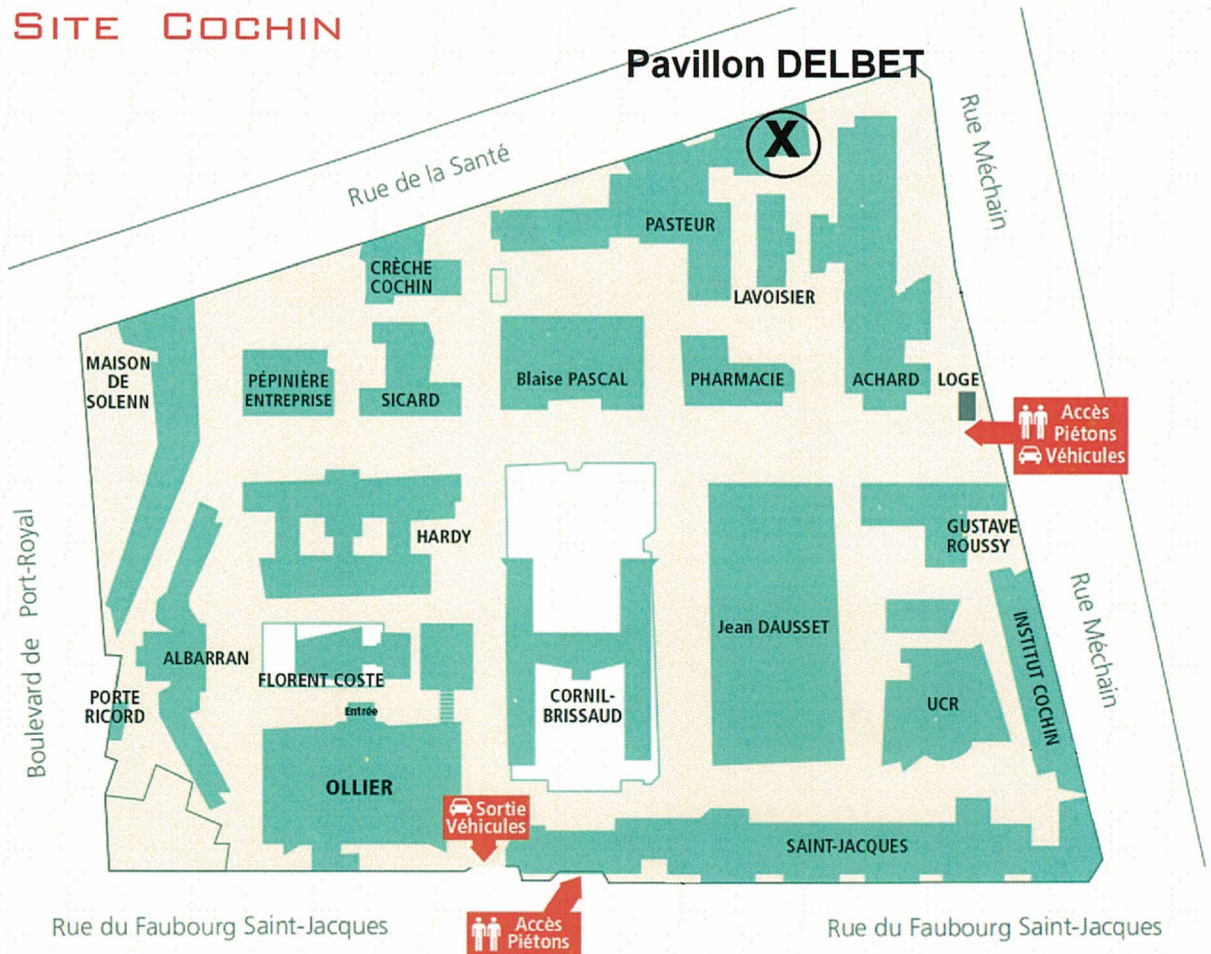 SITE COCHIN
Pavillon DELBET
X
Rue de la Santé
Rue Méchain
PASTEUR
CRÈCHE
COCHIN
LAVOISIER
MAISON
DE
SOLENN
PÉPINIÈRE
ENTREPRISE
SICARD
Blaise PASCAL
PHARMACIE
ACHARD
LOGE
Accès
Piétons
Véhicules
HARDY
GUSTAVE
ROUSSY
Boulevard de Port-Royal
Rue Méchain
INSTITUT COCHIN
Jean DAUSSET
ALBARRAN
FLORENT COSTE
PORTE
RICORD
Entrée
CORNIL-
BRISSAUD
UCR
OLLIER
Sortie
Véhicules
SAINT-JACQUES
Rue du Faubourg Saint-Jacques
Accès
Piétons
Rue du Faubourg Saint-Jacques